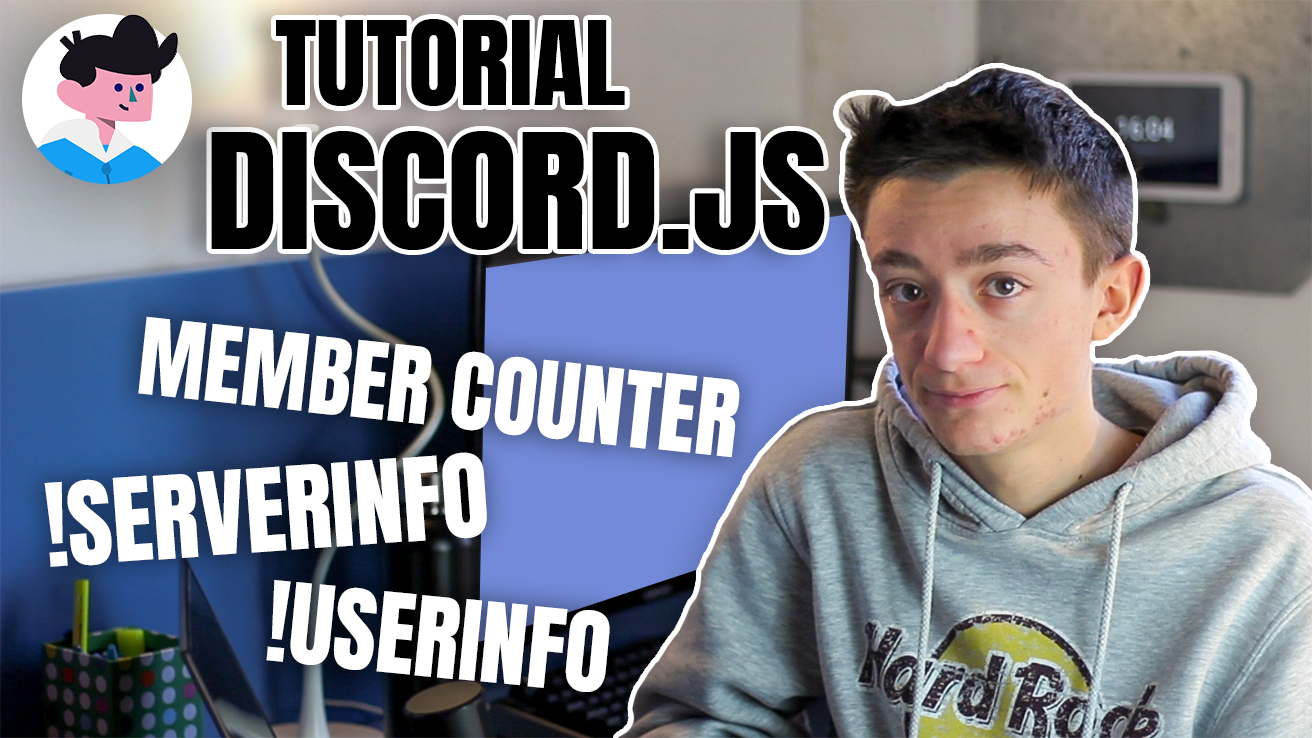 TUTORIAL
DISCORD.JS
MEMBER COUNTER
!SERVERINFO
!USERINFO
Hard Rock